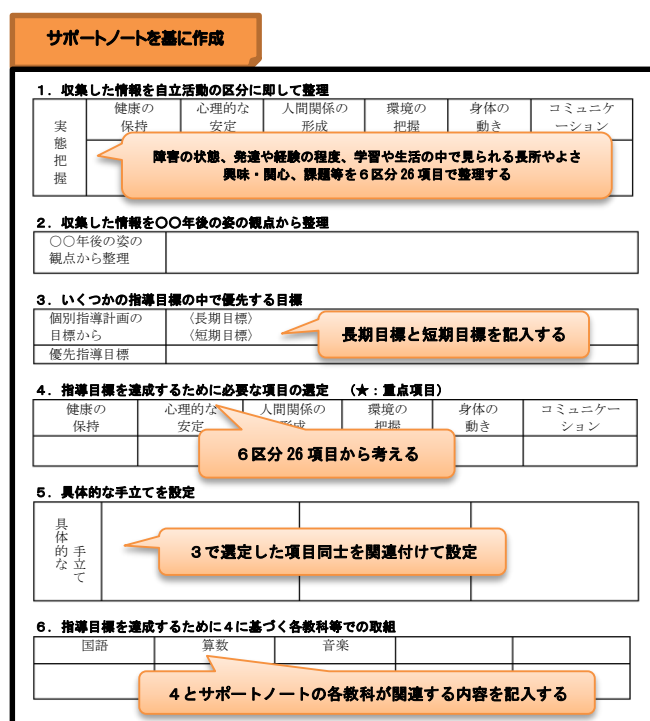 サポートノートを基に作成
1．収集した情報を自立活動の区分に即して整理
実態把握
健康の
保持
心理的な
安定
人間関係の
形成
環境の
把握
身体の
動き
コミュニケ
ーション
障害の状態、発達や経験の程度、学習や生活の中で見られる長所やよさ
興味・関心、課題等を６区分 26 項目で整理する
2．収集した情報を〇〇年後の姿の観点から整理
〇〇年後の姿の
観点から整理
3．いくつかの指導目標の中で優先する目標
個別指導計画の
目標から
〈長期目標〉
〈短期目標〉
長期目標と短期目標を記入する
優先指導目標
4．指導目標を達成するために必要な項目の選定　（★：重点項目）
健康の
保持
心理的な
安定
人間関係の
形成
環境の
把握
身体の
動き
コミュニケー
ション
６区分 26 項目から考える
5．具体的な手立てを設定
具体的な
手立て
３で選定した項目同士を関連付けて設定
6．指導目標を達成するために４に基づく各教科等での取組
国語
算数
音楽
４とサポートノートの各教科が関連する内容を記入する